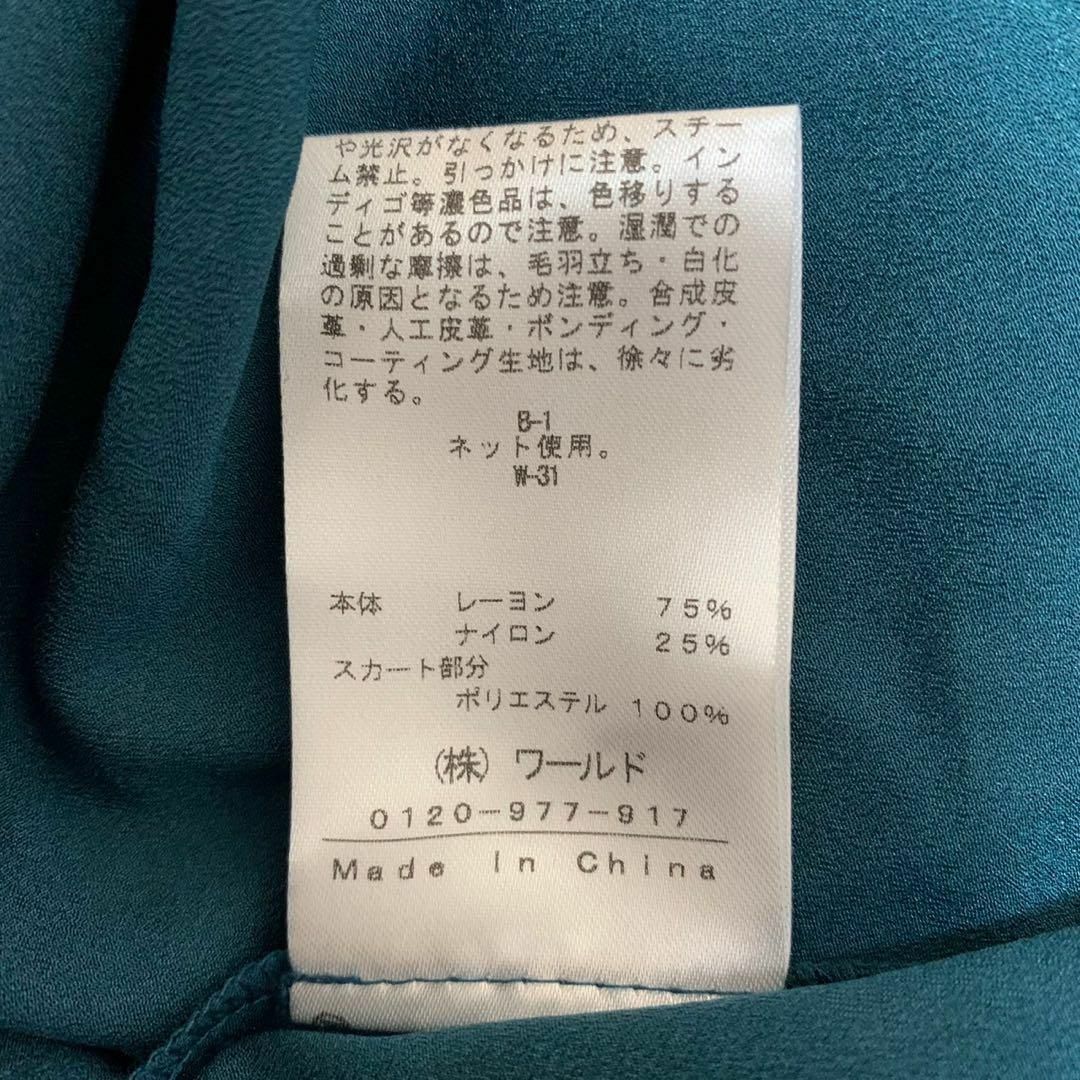 や光沢がなくなるため、スチー
ム禁止。引っかけに注意。イン
ディゴ等濃色品は、色移りする
ことがあるので注意。湿潤での
過剰な摩擦は、毛羽立ち・白化
の原因となるため注意。合成皮
革・人工皮革・ボンディング・
コーティング生地は、徐々に劣
化する。
B-1
ネット使用。
W-31
本体 レーヨン 75%
ナイロン 25%
スカート部分
ポリエステル 100%
(株) ワールド
0120-977-917
Made in China